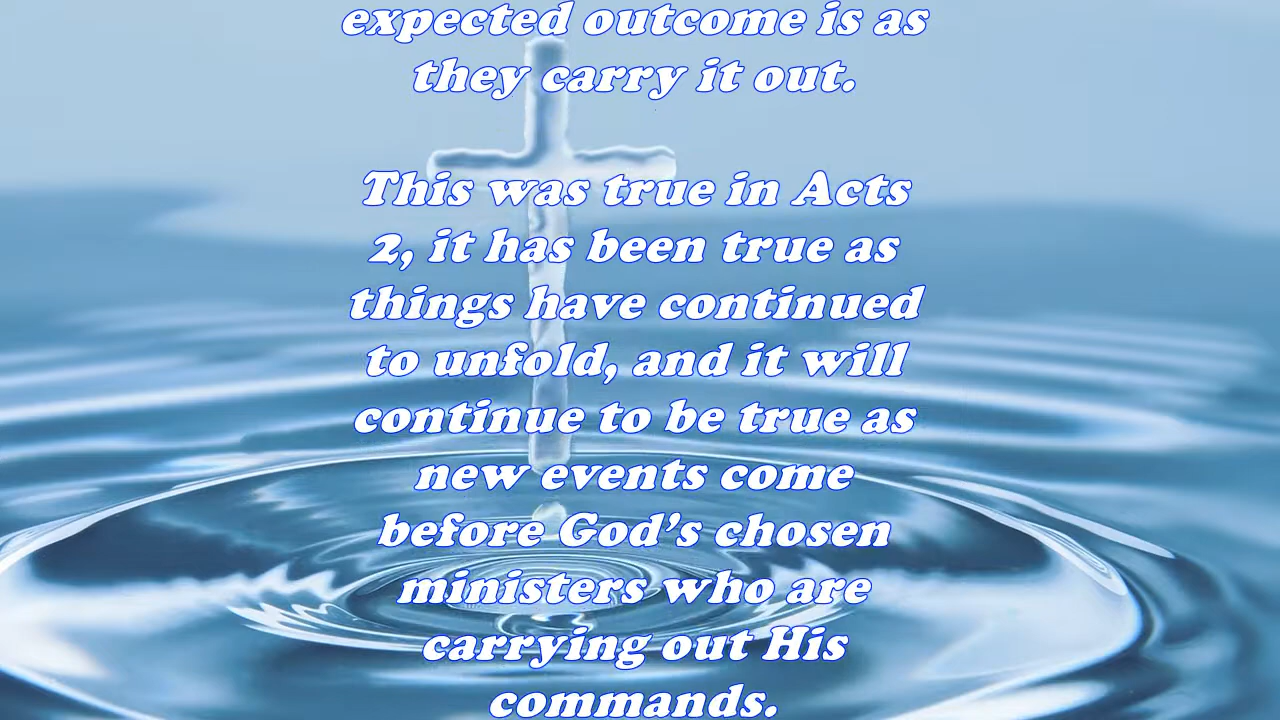 expected outcome is as
they carry it out.
This was true in Acts
2, it has been true as
things have continued
to unfold, and it will
continue to be true as
new events come
before God’s chosen
ministers who are
carrying out His
commands.